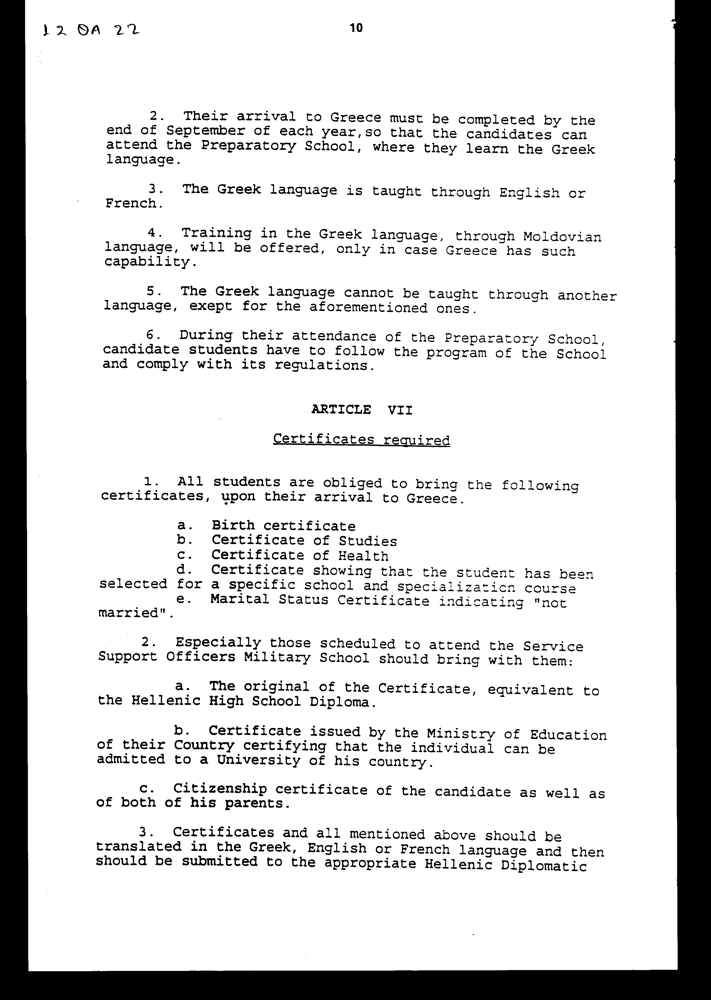 12 0A 22
10
2. Their arrival to Greece must be completed by the
end of September of each year,so that the candidates can
attend the Preparatory School, where they learn the Greek
language.
3. The Greek language is taught through English or
French.
4. Training in the Greek language, through Moldovian
language, will be offered, only in case Greece has such
capability.
5. The Greek language cannot be taught through another
language, exept for the aforementioned ones.
6. During their attendance of the Preparatory School,
candidate students have to follow the program of the School
and comply with its regulations.
ARTICLE VII
Certificates required
1. All students are obliged to bring the following
certificates, upon their arrival to Greece.
a. Birth certificate
b. Certificate of Studies
c. Certificate of Health
d. Certificate showing that the student has been
selected for a specific school and specialization course
e. Marital Status Certificate indicating "not
married".
2. Especially those scheduled to attend the Service
Support Officers Military School should bring with them:
a. The original of the Certificate, equivalent to
the Hellenic High School Diploma.
b. Certificate issued by the Ministry of Education
of their Country certifying that the individual can be
admitted to a University of his country.
c. Citizenship certificate of the candidate as well as
of both of his parents.
3. Certificates and all mentioned above should be
translated in the Greek, English or French language and then
should be submitted to the appropriate Hellenic Diplomatic